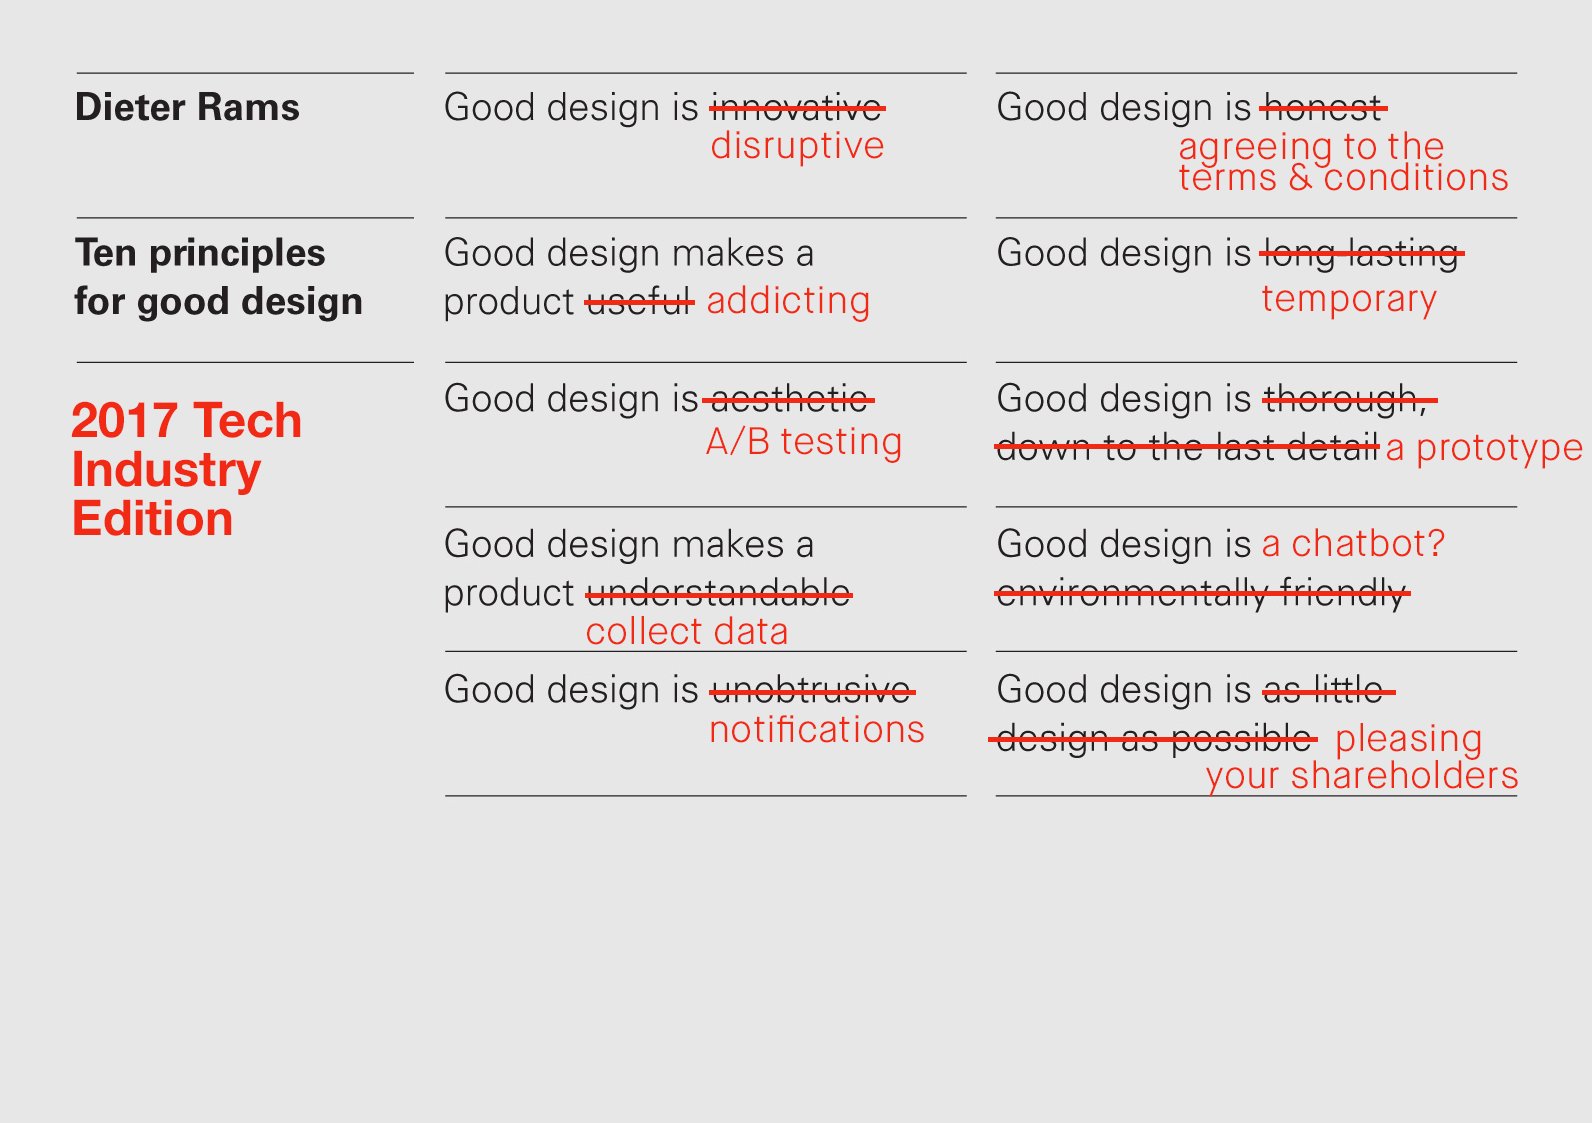 Dieter Rams
Ten principles
for good design
2017 Tech
Industry
Edition
Good design is innovative
disruptive
Good design makes a
product useful addicting
Good design is aesthetic
A/B testing
Good design makes a
product understandable
collect data
Good design is unobtrusive
notifications
Good design is honest
agreeing to the
terms & conditions
Good design is long lasting
temporary
Good design is thorough,
down to the last detail a prototype
Good design is a chatbot?
environmentally friendly
Good design is as little
design as possible pleasing
your shareholders